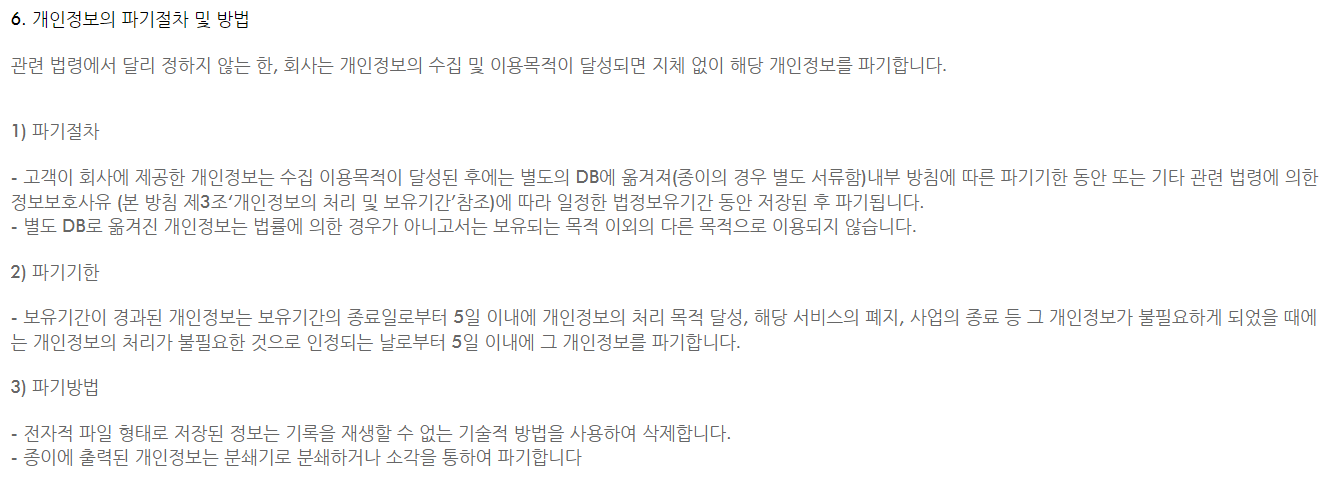 6. 개인정보의 파기절차 및 방법
관련 법령에서 달리 정하지 않는 한, 회사는 개인정보의 수집 및 이용목적이 달성되면 지체 없이 해당 개인정보를 파기합니다.
1) 파기절차
- 고객이 회사에 제공한 개인정보는 수집 이용목적이 달성된 후에는 별도의 DB에 옮겨져(종이의 경우 별도 서류함)내부 방침에 따른 파기기한 동안 또는 기타 관련 법령에 의한
정보보호사유 (본 방침 제3조‘개인정보의 처리 및 보유기간’참조)에 따라 일정한 법정보유기간 동안 저장된 후 파기됩니다.
- 별도 DB로 옮겨진 개인정보는 법률에 의한 경우가 아니고서는 보유되는 목적 이외의 다른 목적으로 이용되지 않습니다.
2) 파기기한
- 보유기간이 경과된 개인정보는 보유기간의 종료일로부터 5일 이내에 개인정보의 처리 목적 달성, 해당 서비스의 폐지, 사업의 종료 등 그 개인정보가 불필요하게 되었을 때에
는 개인정보의 처리가 불필요한 것으로 인정되는 날로부터 5일 이내에 그 개인정보를 파기합니다.
3) 파기방법
- 전자적 파일 형태로 저장된 정보는 기록을 재생할 수 없는 기술적 방법을 사용하여 삭제합니다.
- 종이에 출력된 개인정보는 분쇄기로 분쇄하거나 소각을 통하여 파기합니다